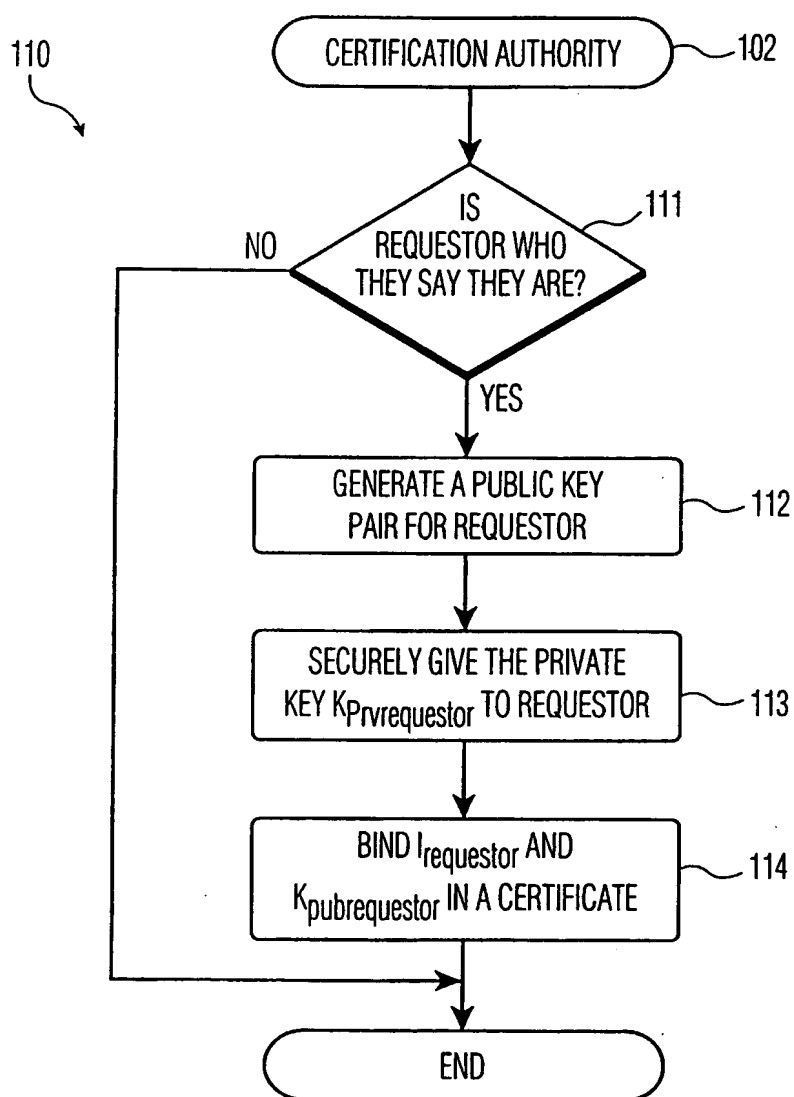 110
CERTIFICATION AUTHORITY
102
IS
REQUESTOR WHO
THEY SAY THEY ARE?
111
NO
YES
GENERATE A PUBLIC KEY
PAIR FOR REQUESTOR
112
SECURELY GIVE THE PRIVATE
KEY KPrvrequestor TO REQUESTOR
113
BIND Irequestor AND
Kpubrequestor IN A CERTIFICATE
114
END